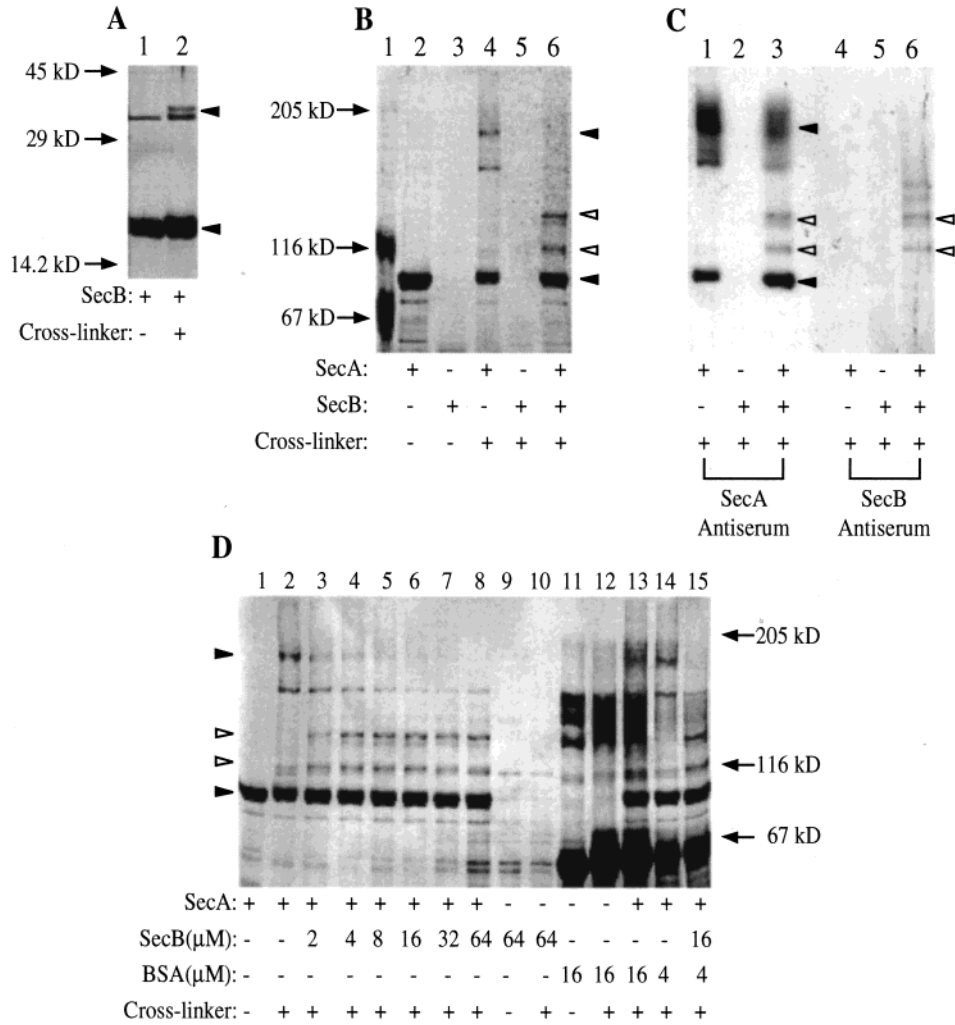 A
1 2
45 kD
29 kD
14.2 kD
SecB: + +
Cross-linker: - +
B
1 2 3 4 5 6
205 kD
116 kD
67 kD
SecA: + - + - +
SecB: - + - + +
Cross-linker: - - + + +
C
1 2 3 4 5 6
+ - + + - +
- + + - + +
+ + + + + +
SecA Antiserum
SecB Antiserum
D
1 2 3 4 5 6 7 8 9 10 11 12 13 14 15
205 kD
116 kD
67 kD
SecA: + + + + + + + + - - - - + + +
SecB(μM): - - 2 4 8 16 32 64 64 64 - - - - 16
BSA(μM): - - - - - - - - - - 16 16 16 4 4
Cross-linker: - + + + + + + + - + - + + + +